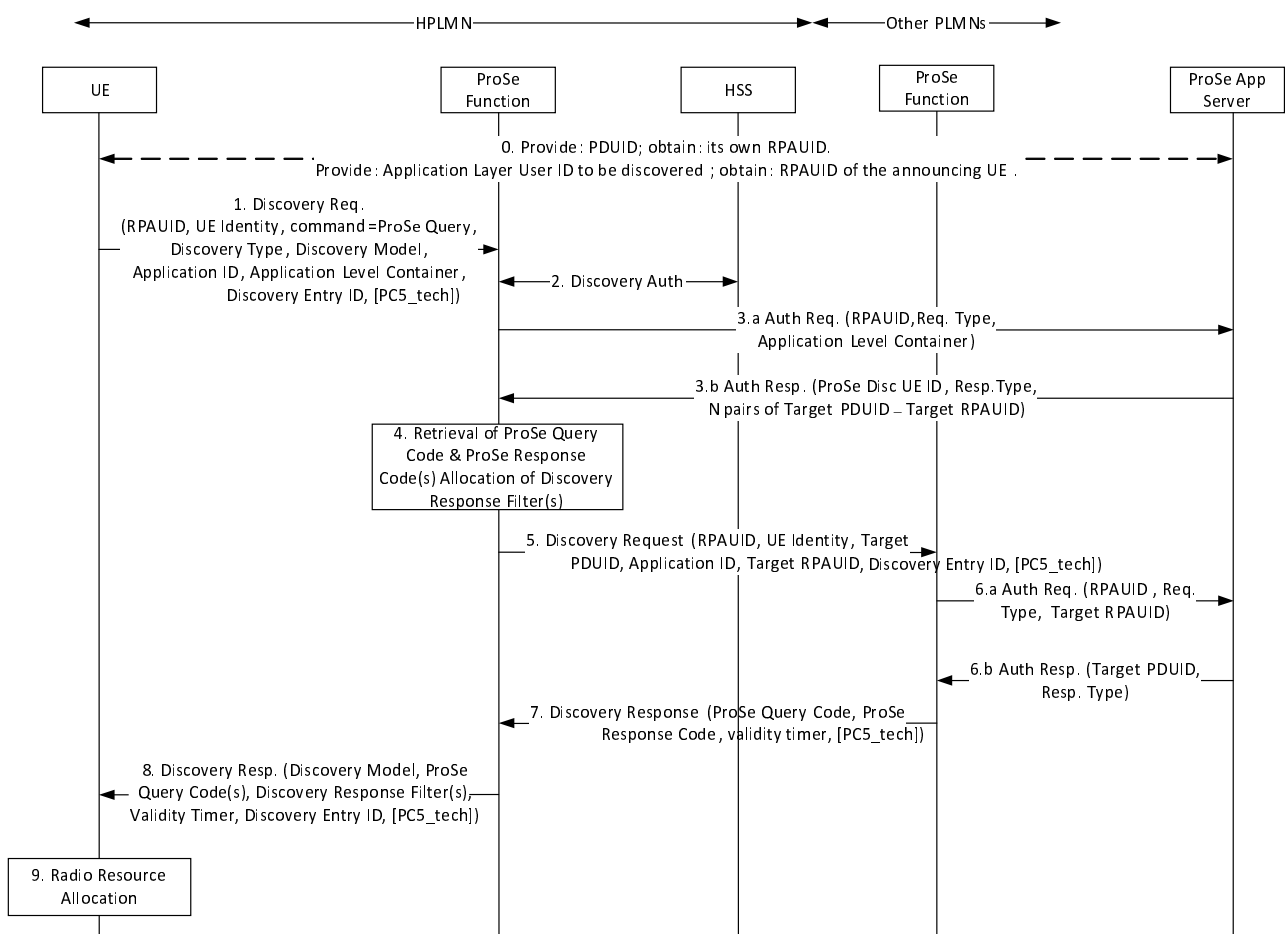 HPLMN
Other PLMNs
UE
ProSe
Function
HSS
ProSe
Function
ProSe App
Server
0. Provide: PDUID; obtain: its own RPAUID.
Provide: Application Layer User ID to be discovered ; obtain: RPAUID of the announcing UE .
1. Discovery Req.
(RPAUID, UE Identity, command=ProSe Query,
Discovery Type, Discovery Model,
Application ID, Application Level Container,
Discovery Entry ID, [PC5_tech])
2. Discovery Auth
3.a Auth Req. (RPAUID,Req. Type,
Application Level Container)
3.b Auth Resp. (ProSe Disc UE ID, Resp.Type,
N pairs of Target PDUID – Target RPAUID)
4. Retrieval of ProSe Query
Code & ProSe Response
Code(s) Allocation of Discovery
Response Filter(s)
5. Discovery Request (RPAUID, UE Identity, Target
PDUID, Application ID, Target RPAUID, Discovery Entry ID, [PC5_tech])
6.a Auth Req. (RPAUID , Req.
Type, Target RPAUID)
6.b Auth Resp. (Target PDUID,
Resp. Type)
7. Discovery Response (ProSe Query Code, ProSe
Response Code, validity timer, [PC5_tech])
8. Discovery Resp. (Discovery Model, ProSe
Query Code(s), Discovery Response Filter(s),
Validity Timer, Discovery Entry ID, [PC5_tech])
9. Radio Resource
Allocation